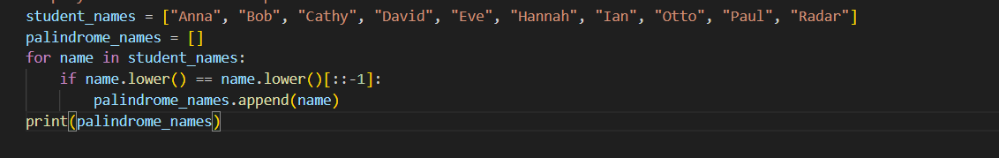 student_names = ["Anna", "Bob", "Cathy", "David", "Eve", "Hannah", "Ian", "Otto", "Paul", "Radar"]
palindrome_names = []
for name in student_names:
    if name.lower() == name.lower()[::-1]:
        palindrome_names.append(name)
print(palindrome_names)